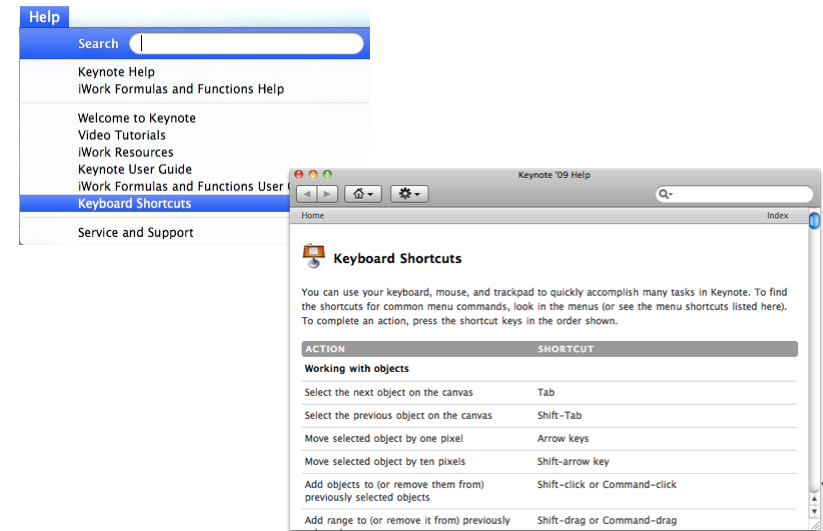 Help
Search
Keynote Help
iWork Formulas and Functions Help
Welcome to Keynote
Video Tutorials
iWork Resources
Keynote User Guide
iWork Formulas and Functions User
Keyboard Shortcuts
Service and Support
Keynote '09 Help
Home Index
Keyboard Shortcuts
You can use your keyboard, mouse, and trackpad to quickly accomplish many tasks in Keynote. To find
the shortcuts for common menu commands, look in the menus (or see the menu shortcuts listed here).
To complete an action, press the shortcut keys in the order shown.
ACTION SHORTCUT
Working with objects
Select the next object on the canvas Tab
Select the previous object on the canvas Shift-Tab
Move selected object by one pixel Arrow keys
Move selected object by ten pixels Shift-arrow key
Add objects to (or remove them from) Shift-click or Command-click
previously selected objects
Add range to (or remove it from) previously Shift-drag or Command-drag